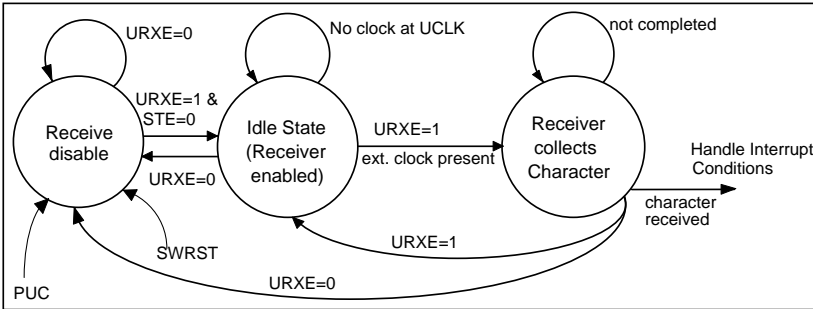 URXE=0
No clock at UCLK
not completed
URXE=1 &
STE=0
Receive
disable
URXE=0
Idle State
(Receiver
enabled)
URXE=1
ext. clock present
Receiver
collects
Character
Handle Interrupt
Conditions
character
received
URXE=1
SWRST
URXE=0
PUC